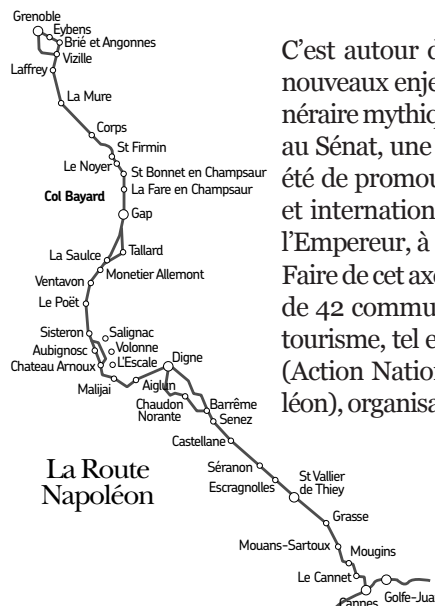 Grenoble
Eybens
Brié et Angonnes
Vizille
Laffrey
La Mure
Corps
St Firmin
Le Noyer
St Bonnet en Champsaur
La Fare en Champsaur
Col Bayard
Gap
La Saulce
Tallard
Monetier Allemont
Ventavon
Le Poët
Sisteron
Salignac
Volonne
Aubignosc
L'Escale
Chateau Arnoux
Digne
Malijai
Aiglun
Chaudon
Norante
Barrême
Senez
Castellane
La Route
Napoléon
Séranon
Escragnolles
St Vallier
de Thiey
Grasse
Mouans-Sartoux
Mougins
Le Cannet
Cannes
Golfe-Jua
C'est autour d
nouveaux enje
néraire mythiq
au Sénat, une
été de promou
et internation
l'Empereur, à
Faire de cet axe
de 42 commu
tourisme, tel e
(Action Nation
léon), organisa